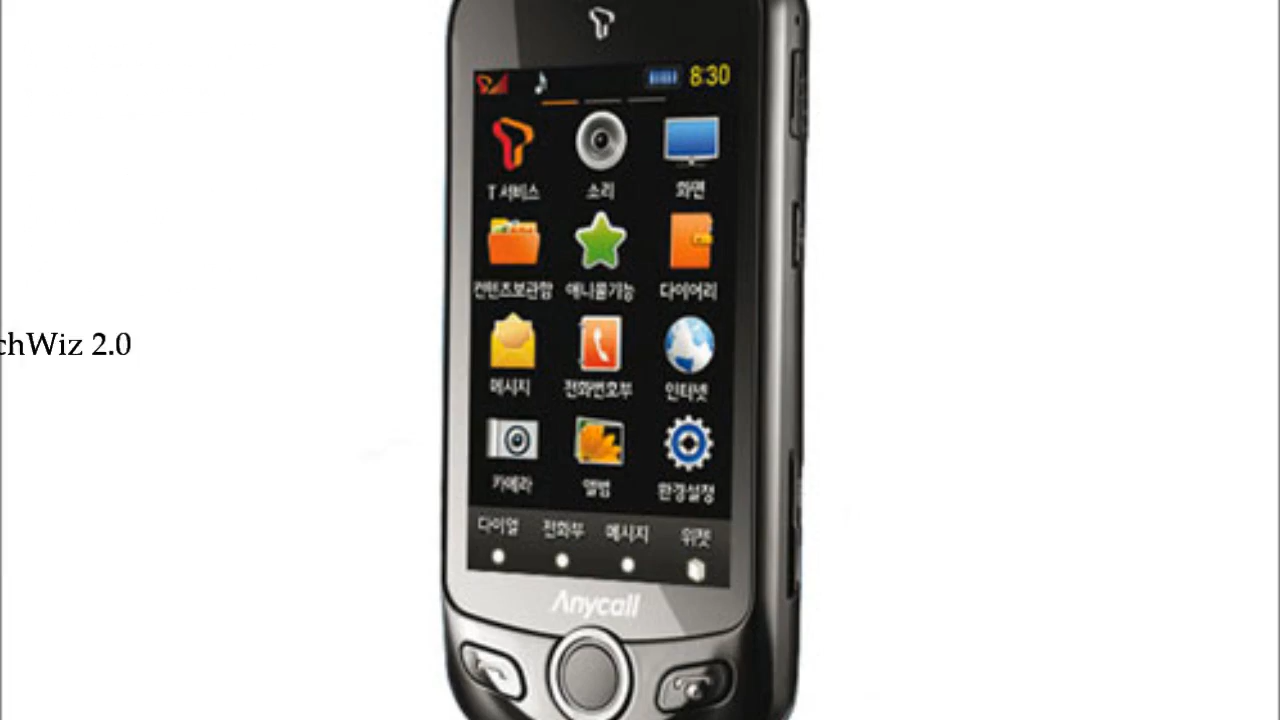 8:30
T 서비스 소리 화면
컨텐츠보관함 애니콜기능 다이어리
chWiz 2.0
메시지 전화번호부 인터넷
카메라 앨범 환경설정
다이얼 전화부 메시지 위젯
Anycall